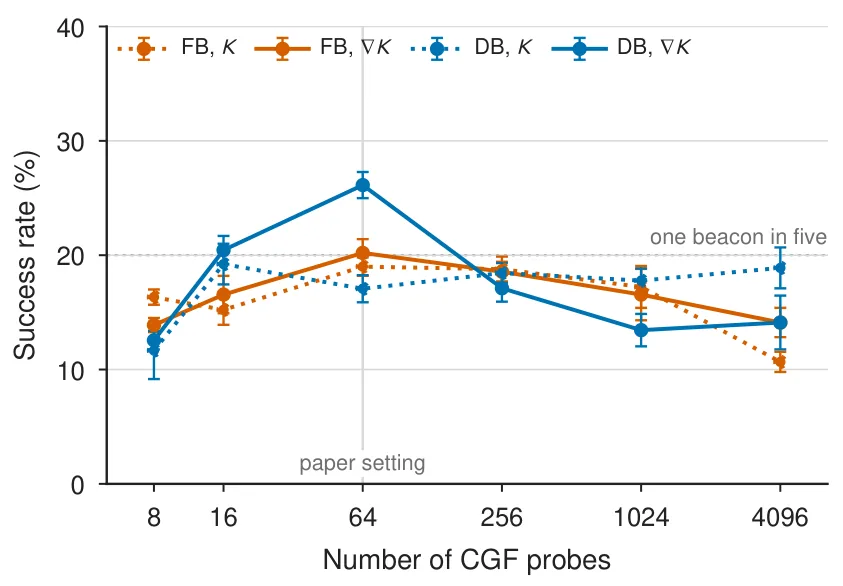 40
FB, K FB, ∇K DB, K DB, ∇K
30
one beacon in five
20
10
paper setting
0
8 16 64 256 1024 4096
Number of CGF probes
Success rate (%)